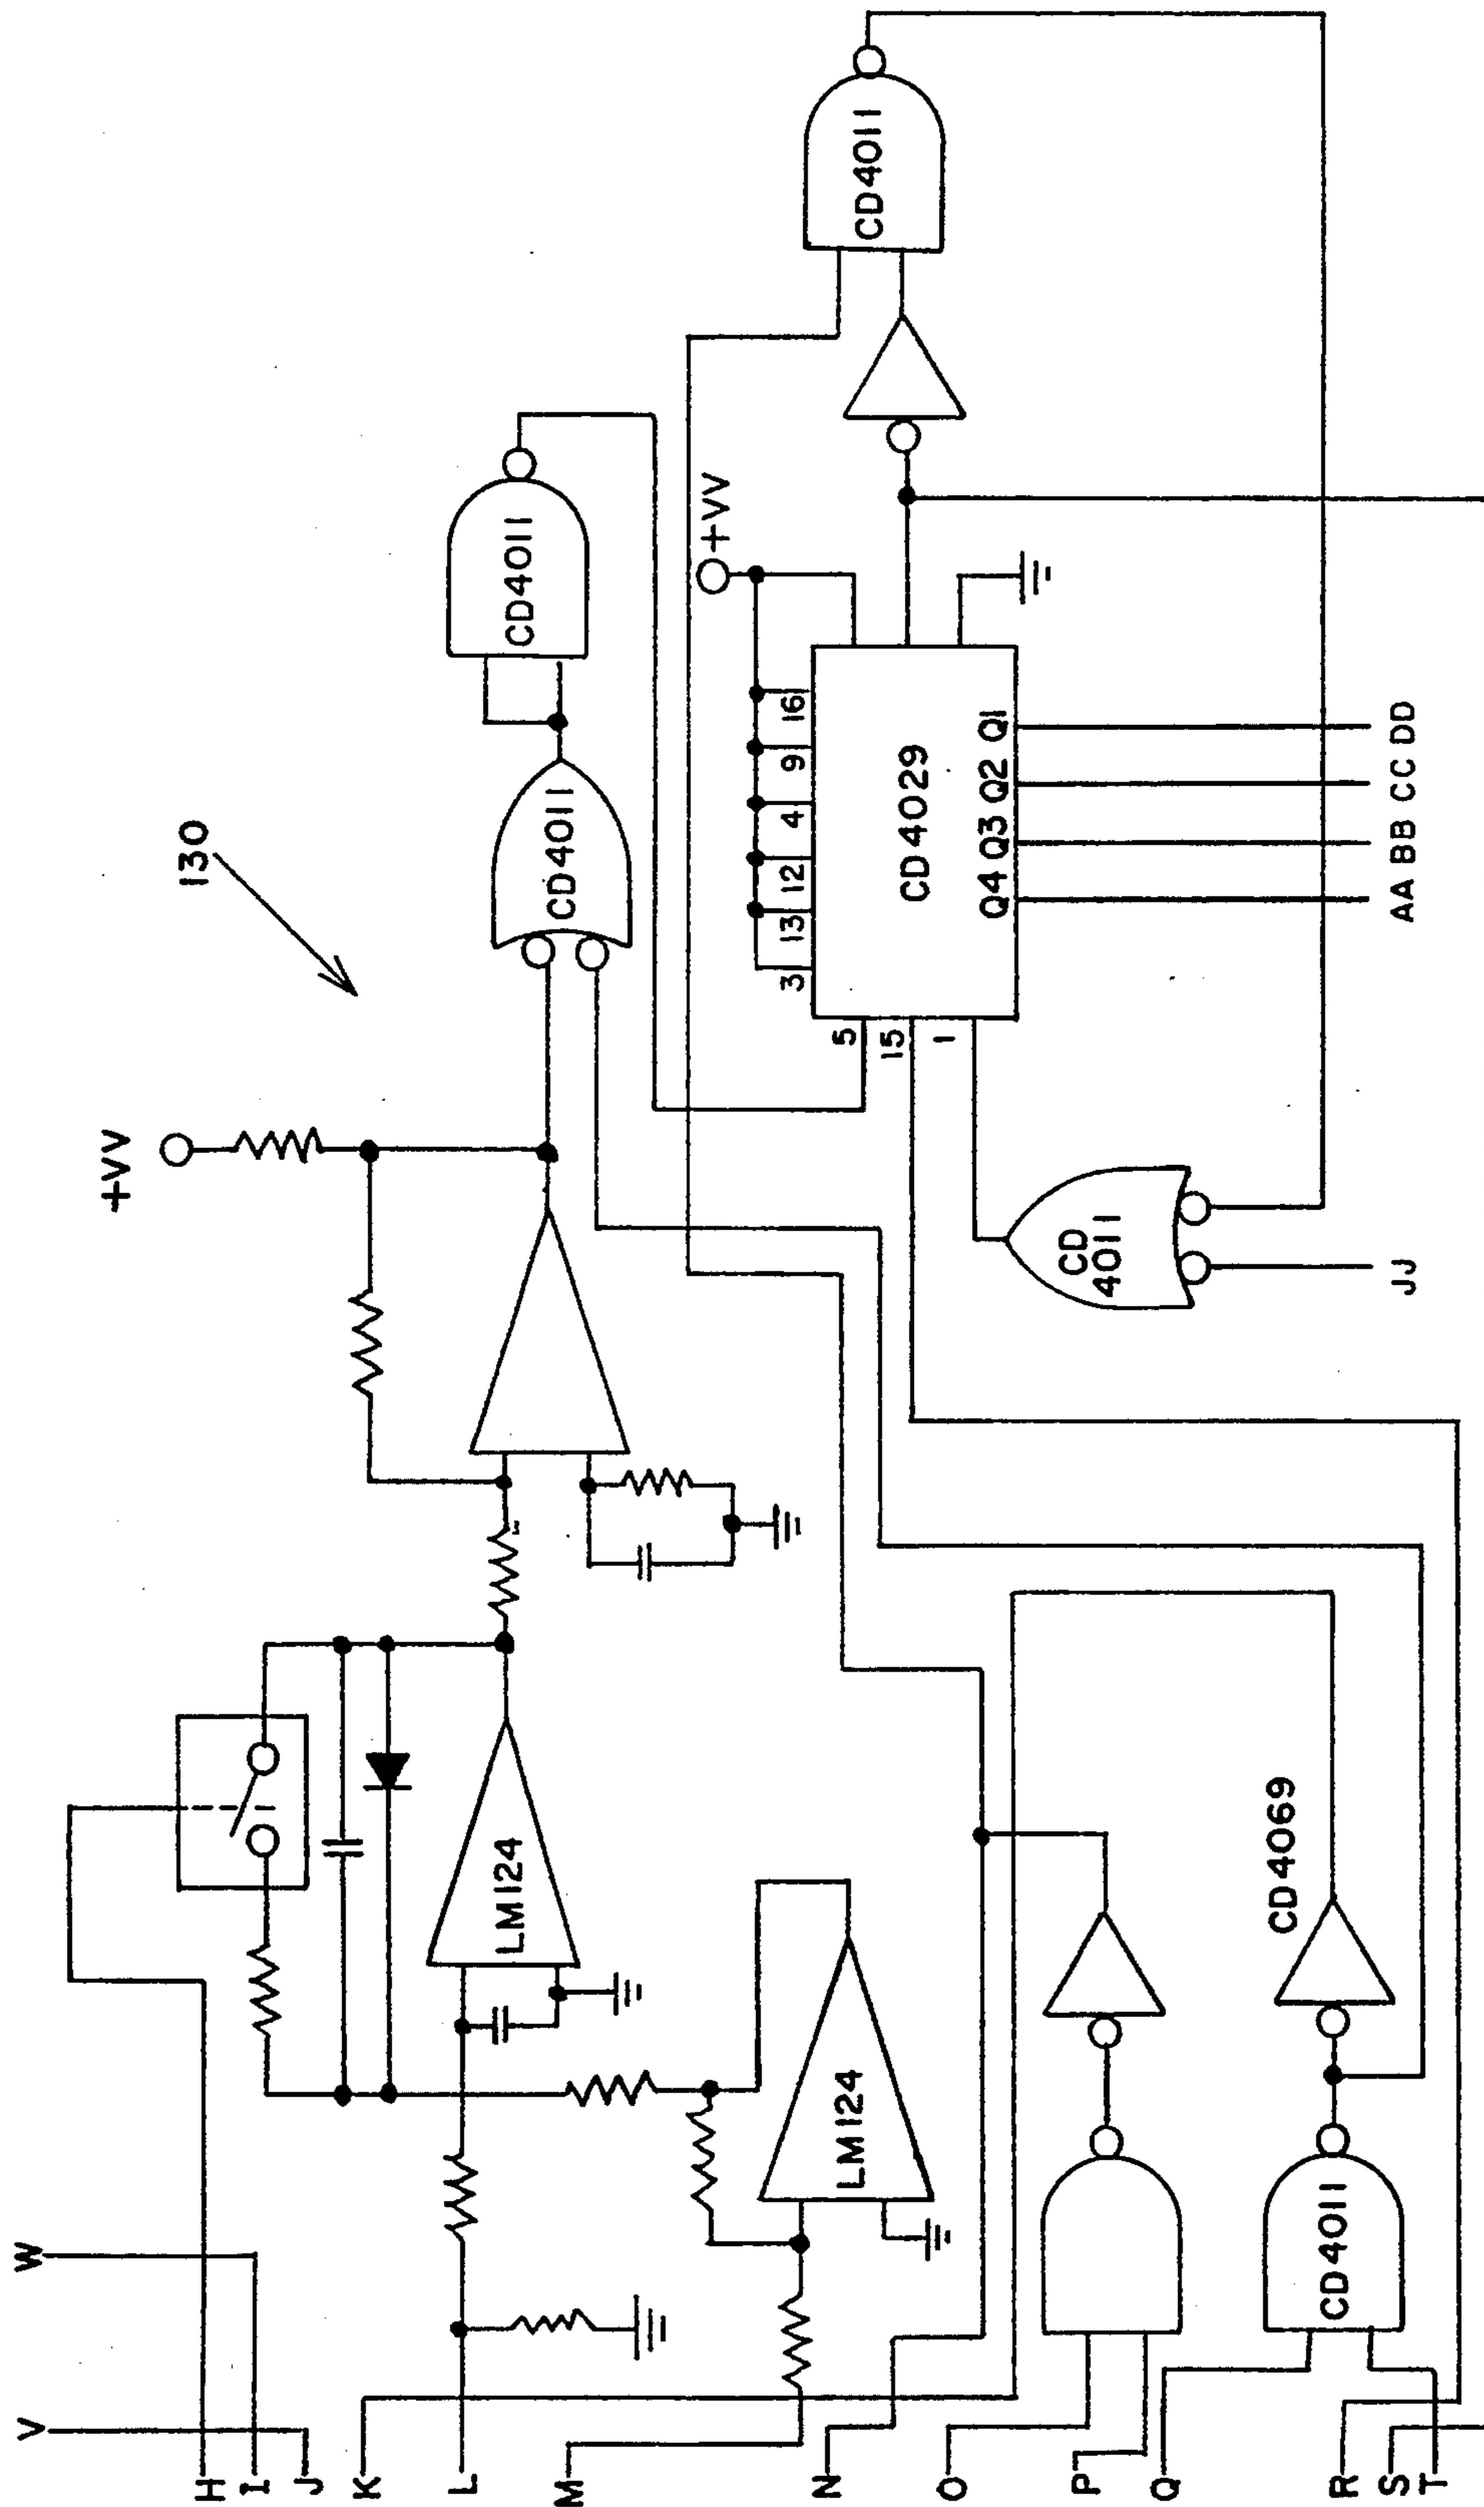 130
+VV
V
W
H
I
J
K
L
M
N
O
P
Q
R
S
T
LM124
LM124
CD4011
CD4069
CD4011
CD4011
+VV
3 13 12 4 9 16
5
15
1
CD4029
Q4 Q3 Q2 Q1
AA BB CC DD
CD
4011
JJ
CD4011